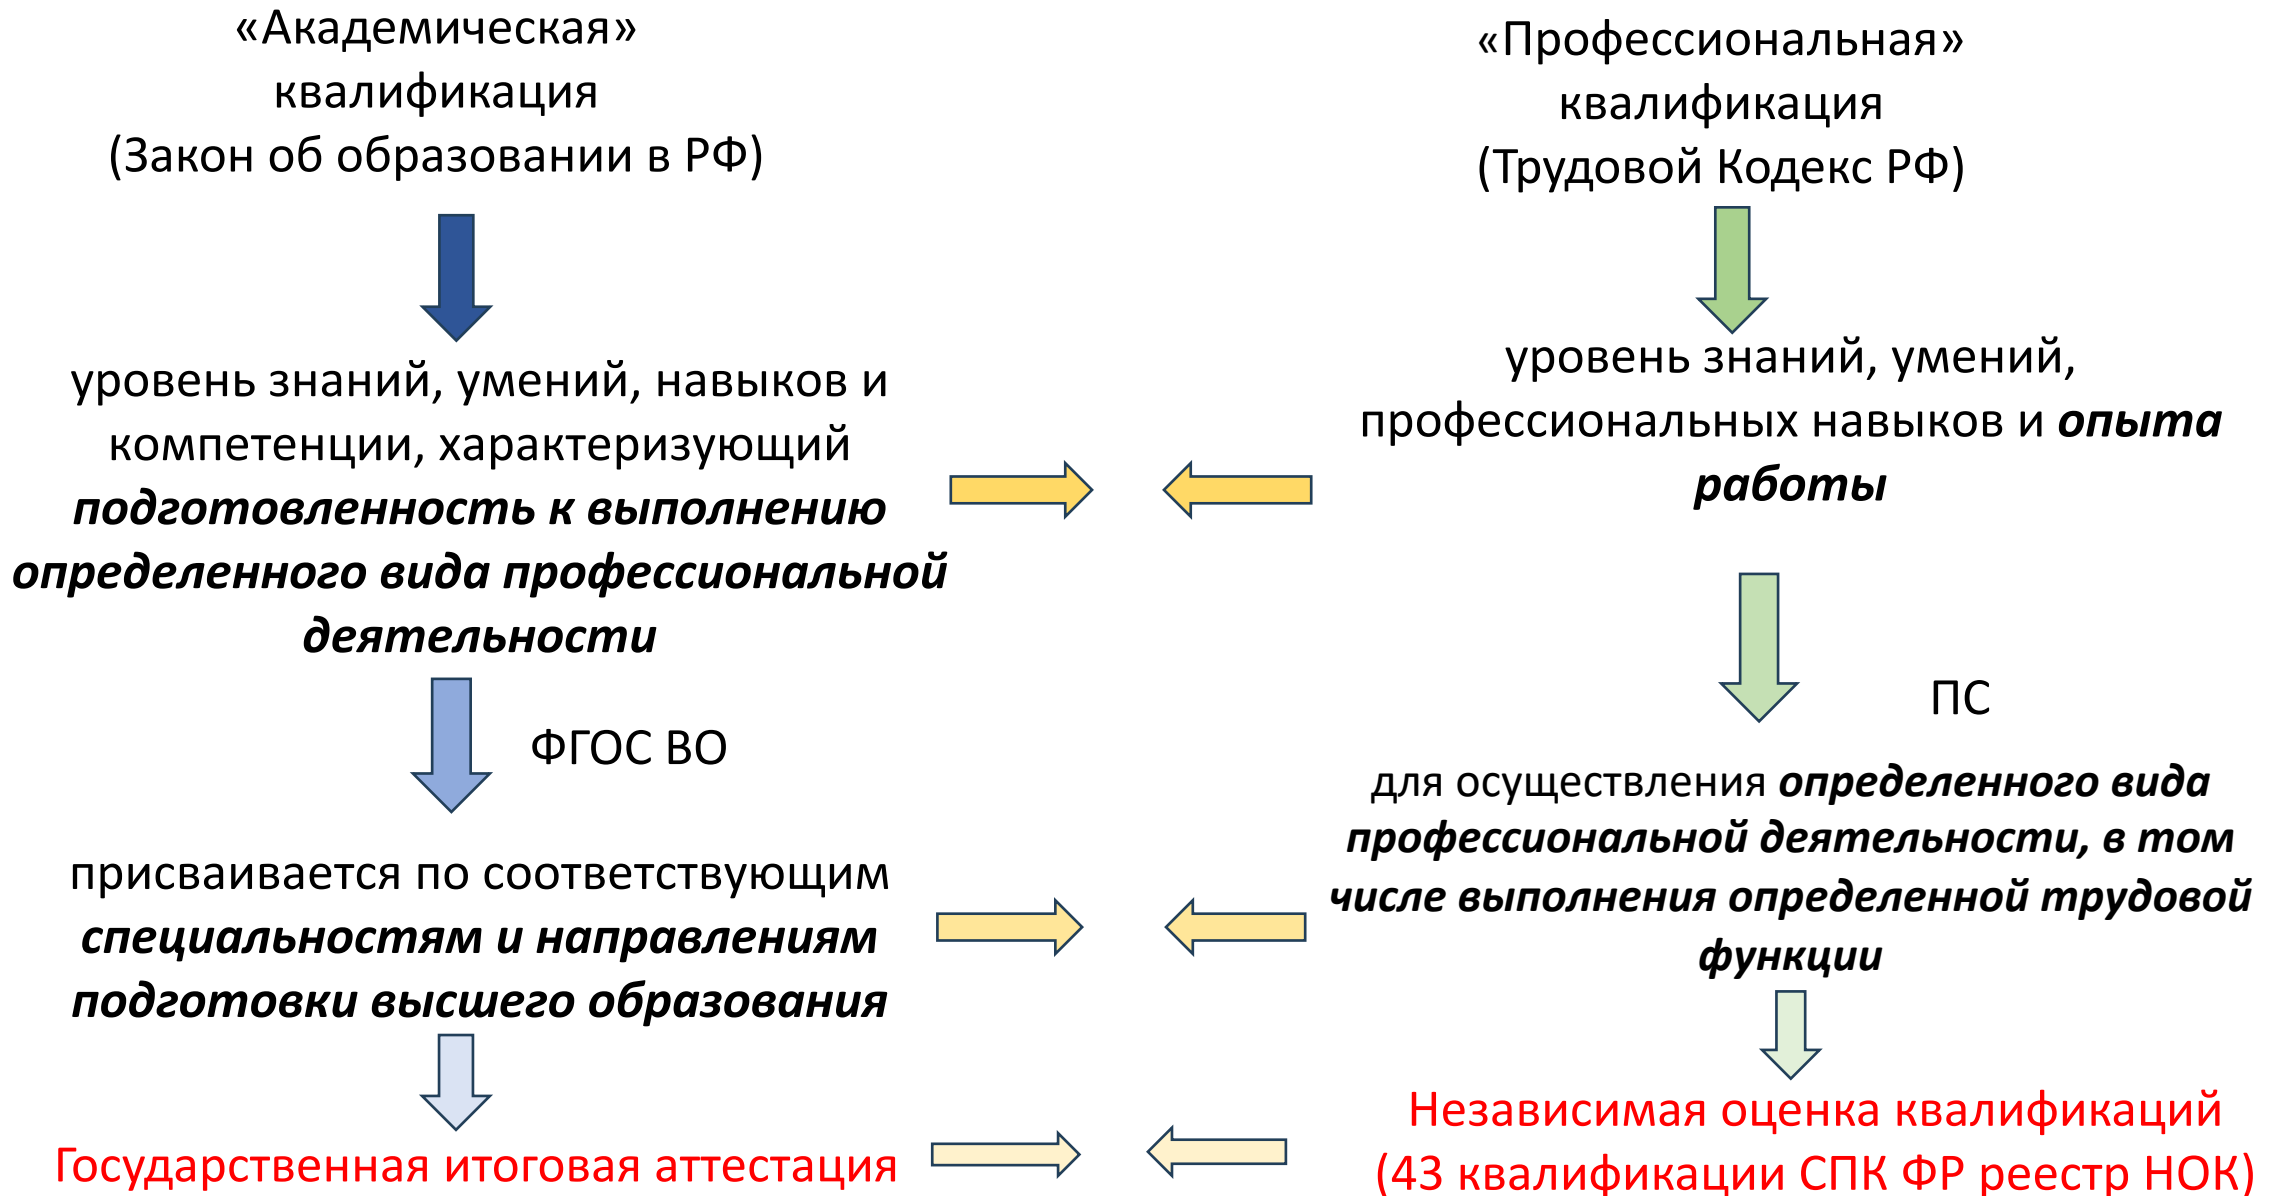 «Академическая»
квалификация
(Закон об образовании в РФ)
уровень знаний, умений, навыков и
компетенции, характеризующий
подготовленность к выполнению
определенного вида профессиональной
деятельности
ФГОС ВО
присваивается по соответствующим
специальностям и направлениям
подготовки высшего образования
Государственная итоговая аттестация
«Профессиональная»
квалификация
(Трудовой Кодекс РФ)
уровень знаний, умений,
профессиональных навыков и опыта
работы
ПС
для осуществления определенного вида
профессиональной деятельности, в том
числе выполнения определенной трудовой
функции
Независимая оценка квалификаций
(43 квалификации СПК ФР реестр НОК)